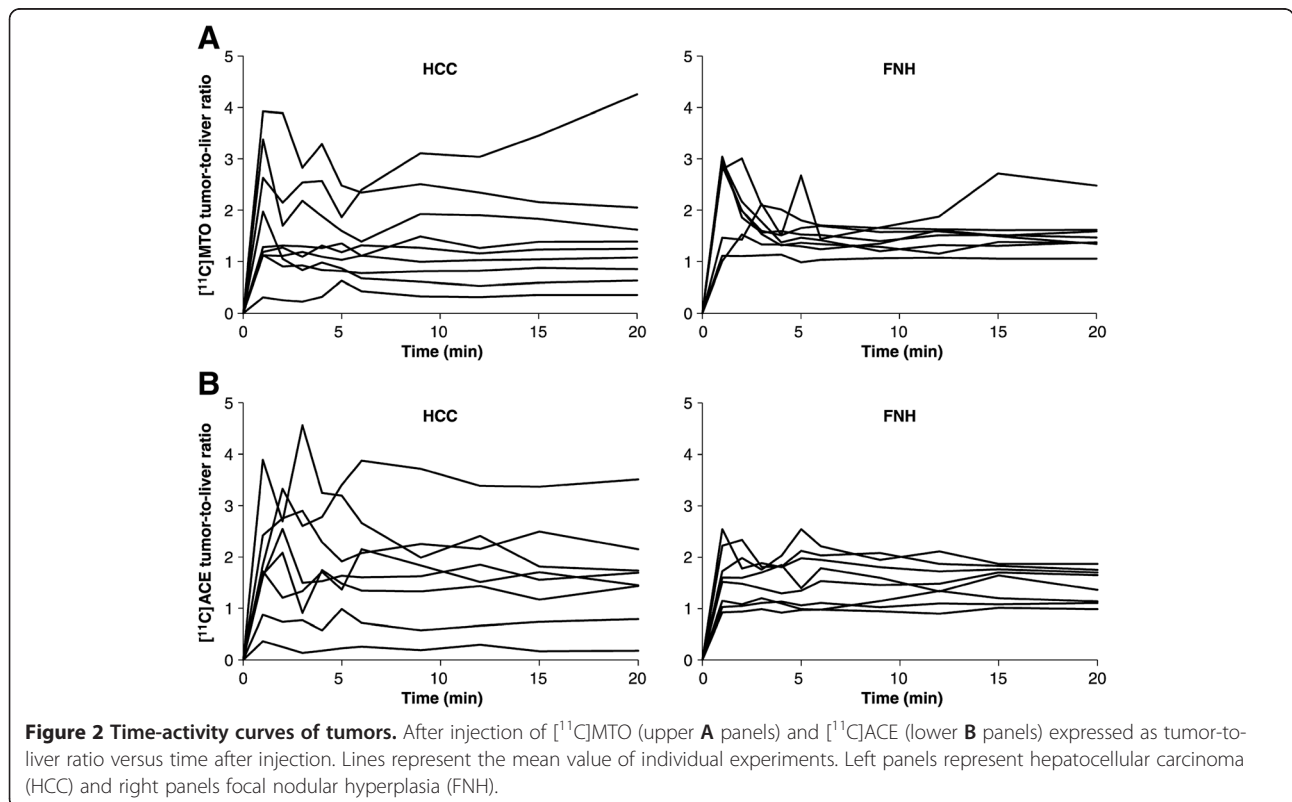 A
HCC
FNH
[¹¹C]MTO tumor-to-liver ratio
5
4
3
2
1
0
0 5 10 15 20
Time (min)
5
4
3
2
1
0
0 5 10 15 20
Time (min)
B
HCC
FNH
[¹¹C]ACE tumor-to-liver ratio
5
4
3
2
1
0
0 5 10 15 20
Time (min)
5
4
3
2
1
0
0 5 10 15 20
Time (min)
Figure 2 Time-activity curves of tumors. After injection of [¹¹C]MTO (upper A panels) and [¹¹C]ACE (lower B panels) expressed as tumor-to-
liver ratio versus time after injection. Lines represent the mean value of individual experiments. Left panels represent hepatocellular carcinoma
(HCC) and right panels focal nodular hyperplasia (FNH).